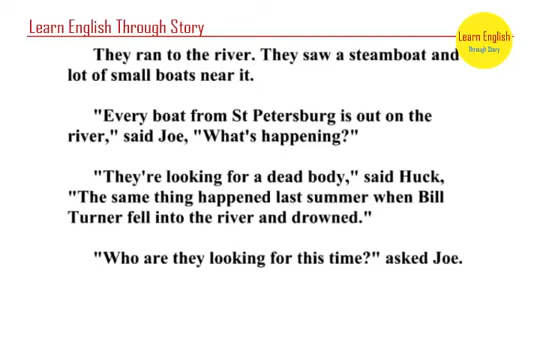 Learn English Through Story
Learn English
Through Story
They ran to the river. They saw a steamboat and
lot of small boats near it.
"Every boat from St Petersburg is out on the
river," said Joe, "What's happening?"
"They're looking for a dead body," said Huck,
"The same thing happened last summer when Bill
Turner fell into the river and drowned."
"Who are they looking for this time?" asked Joe.